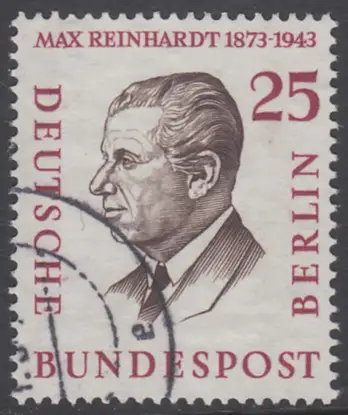 MAX REINHARDT 1873-1943
25
DEUTSCHE
BUNDESPOST
BERLIN